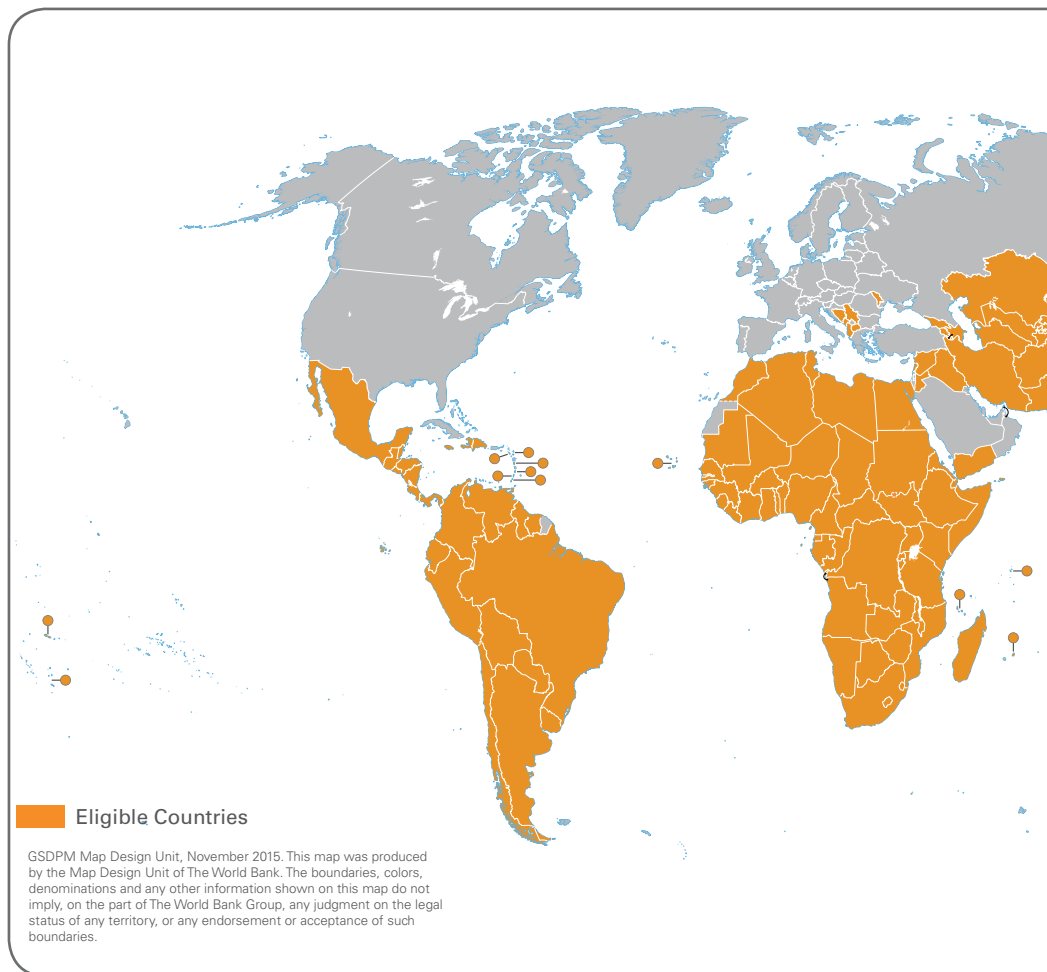 Eligible Countries
GSDPM Map Design Unit, November 2015. This map was produced
by the Map Design Unit of The World Bank. The boundaries, colors,
denominations and any other information shown on this map do not
imply, on the part of The World Bank Group, any judgment on the legal
status of any territory, or any endorsement or acceptance of such
boundaries.